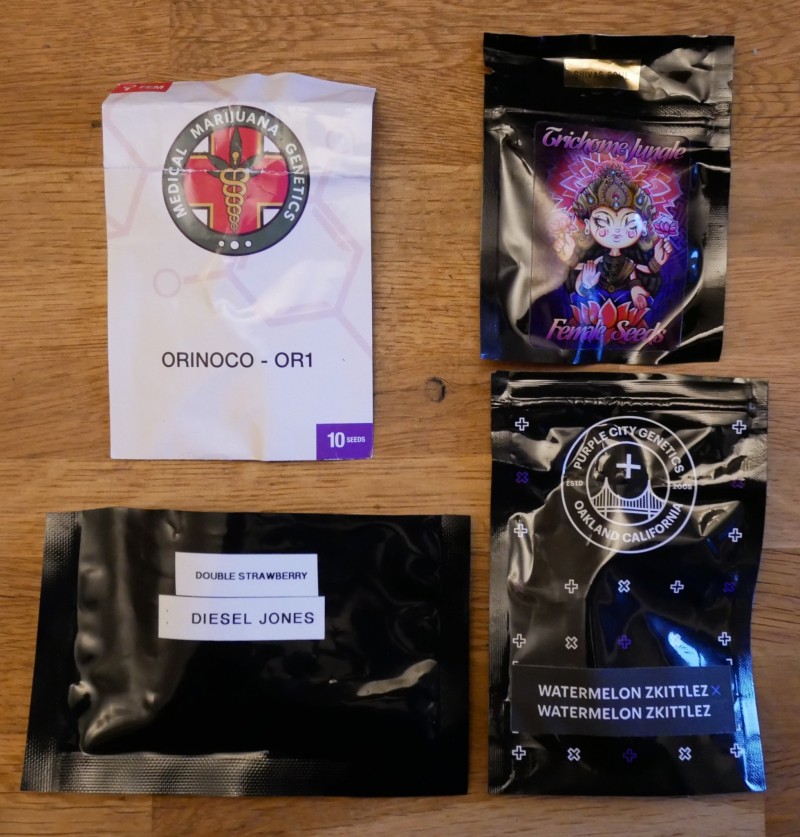 FEM
MEDICAL MARIJUANA GENETICS
ORINOCO - OR1
10 SEEDS
Trichome Jungle
Female Seeds
DOUBLE STRAWBERRY
DIESEL JONES
PURPLE CITY GENETICS
ESTD 2005
OAKLAND CALIFORNIA
WATERMELON ZKITTLEZ X
WATERMELON ZKITTLEZ